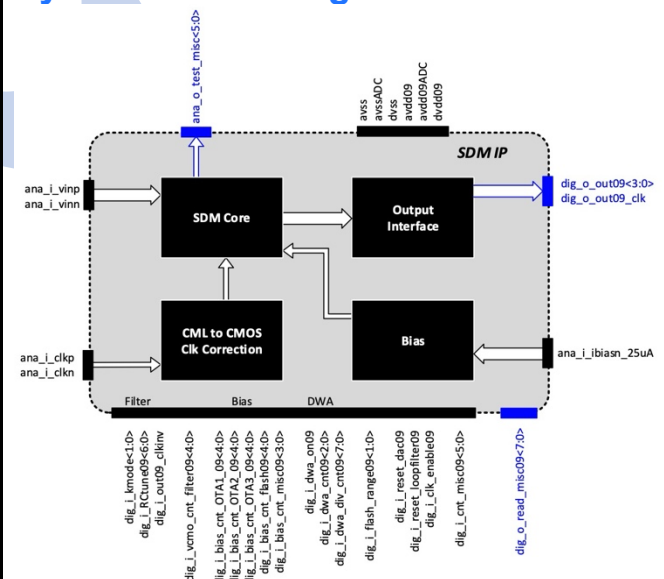 ana_o_test_misc<5:0>
avss
avssADC
dvss
avdd09
avdd09ADC
dvdd09
SDM IP
ana_i_vinp
ana_i_vinn
SDM Core
Output
Interface
dig_o_out09<3:0>
dig_o_out09_clk
CML to CMOS
Clk Correction
Bias
ana_i_clkp
ana_i_clkn
ana_i_ibiasn_25uA
Filter
Bias
DWA
dig_i_kmode<1:0>
dig_i_RCtune09<6:0>
dig_i_out09_clkinv
dig_i_vcmo_cnt_filter09<4:0>
dig_i_bias_cnt_OTA1_09<4:0>
dig_i_bias_cnt_OTA2_09<4:0>
dig_i_bias_cnt_OTA3_09<4:0>
dig_i_bias_cnt_flash09<4:0>
dig_i_bias_cnt_misc09<3:0>
dig_i_dwa_on09
dig_i_dwa_cnt09<2:0>
dig_i_dwa_div_cnt09<7:0>
dig_i_flash_range09<1:0>
dig_i_reset_dac09
dig_i_reset_loopfilter09
dig_i_clk_enable09
dig_i_cnt_misc09<5:0>
dig_o_read_misc09<7:0>